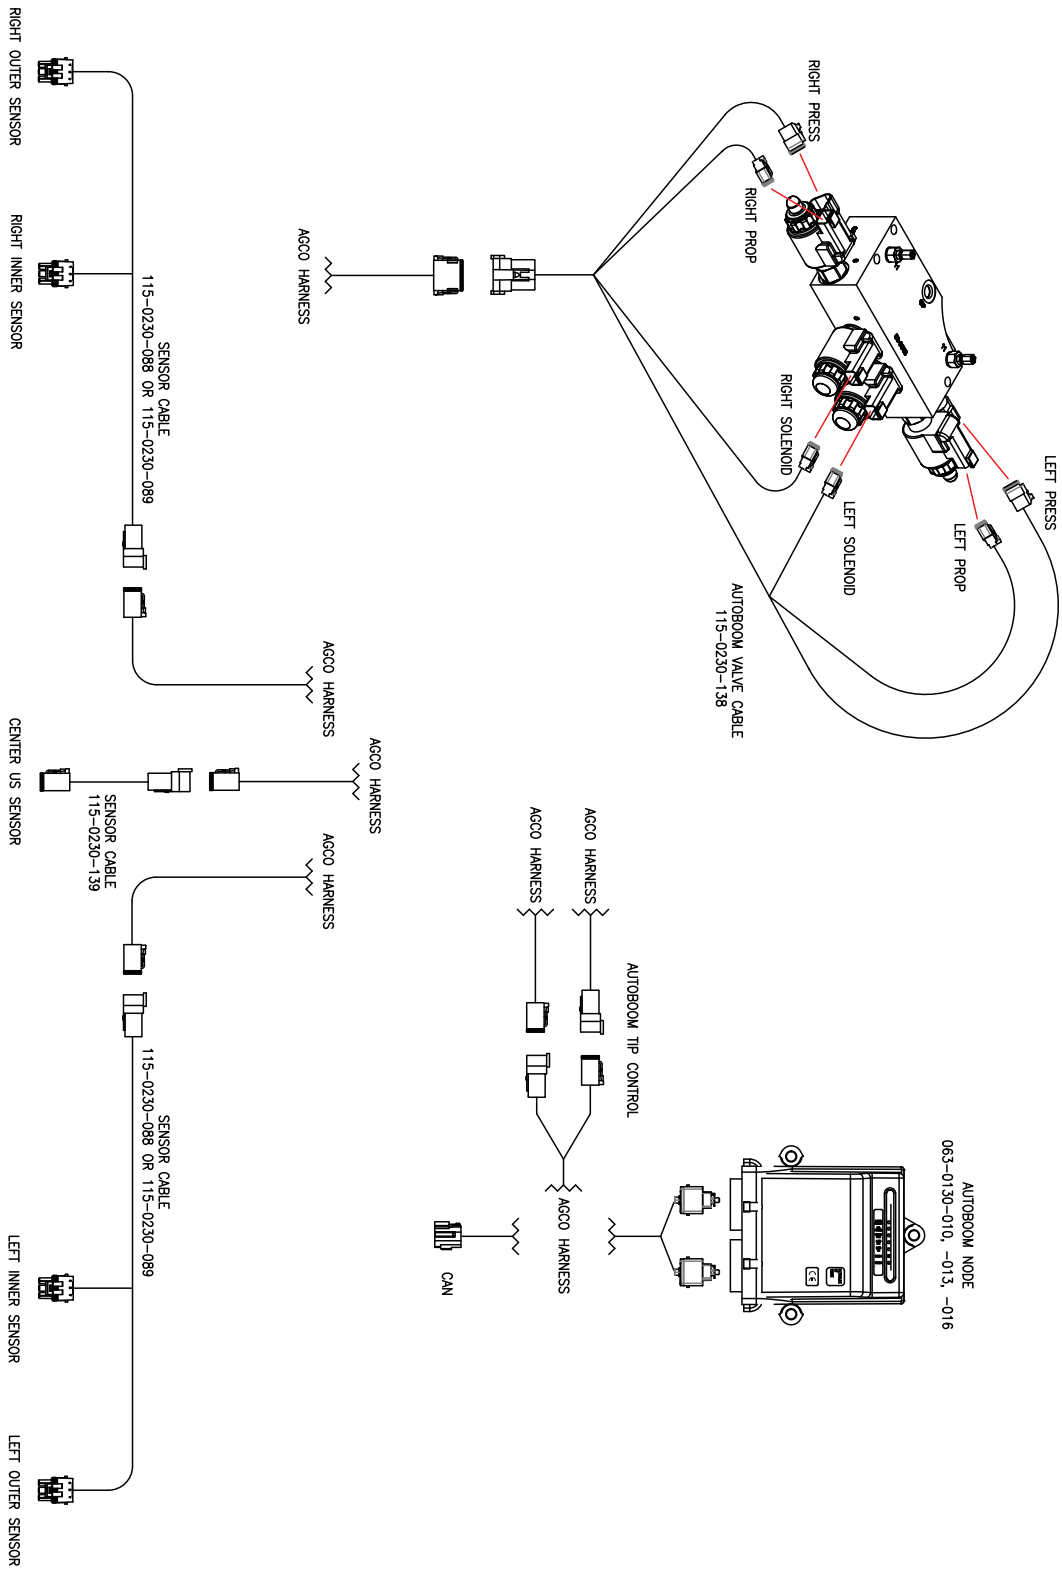 RIGHT PRESS
RIGHT PROP
RIGHT SOLENOID
LEFT SOLENOID
LEFT PRESS
LEFT PROP
AUTOBOOM VALVE CABLE
115-0230-138
AUTOBOOM NODE
063-0130-010, -013, -016
AGCO HARNESS
AUTOBOOM TIP CONTROL
AGCO HARNESS
AGCO HARNESS
AGCO HARNESS
CAN
AGCO HARNESS
AGCO HARNESS
AGCO HARNESS
SENSOR CABLE
115-0230-088 OR 115-0230-089
SENSOR CABLE
115-0230-139
SENSOR CABLE
115-0230-088 OR 115-0230-089
RIGHT OUTER SENSOR
RIGHT INNER SENSOR
CENTER US SENSOR
LEFT INNER SENSOR
LEFT OUTER SENSOR